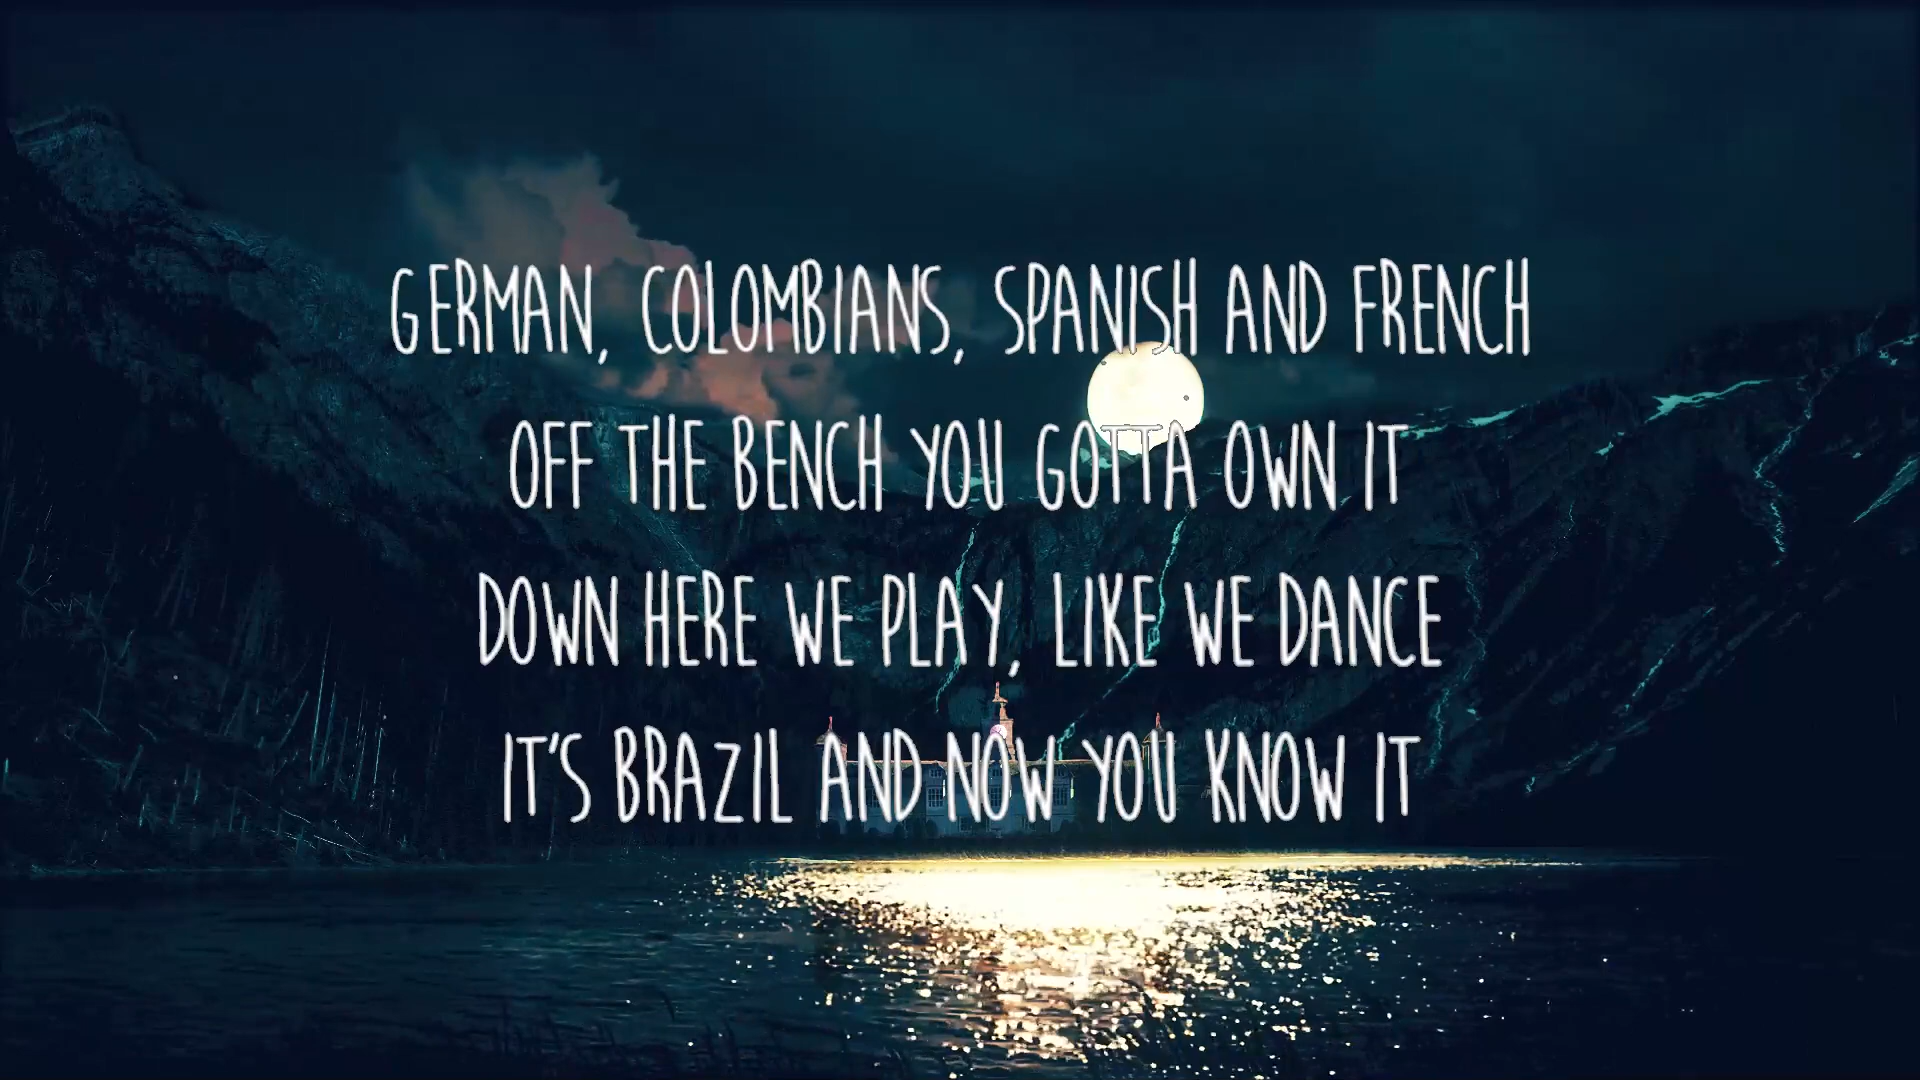 GERMAN, COLOMBIANS, SPANISH AND FRENCH
OFF THE BENCH YOU GOTTA OWN IT
DOWN HERE WE PLAY, LIKE WE DANCE
IT'S BRAZIL AND NOW YOU KNOW IT